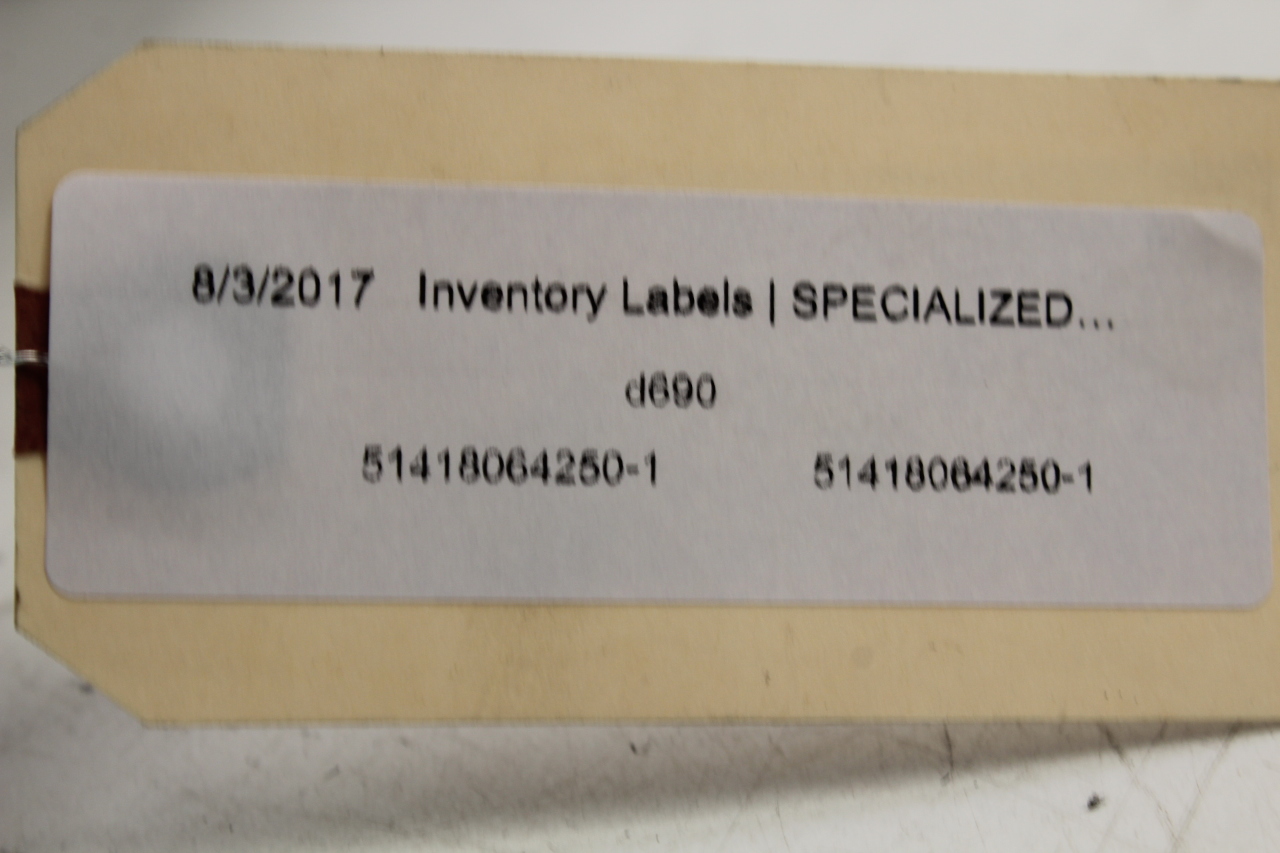 8/3/2017 Inventory Labels | SPECIALIZED...
d690
51418064250-1 51418064250-1